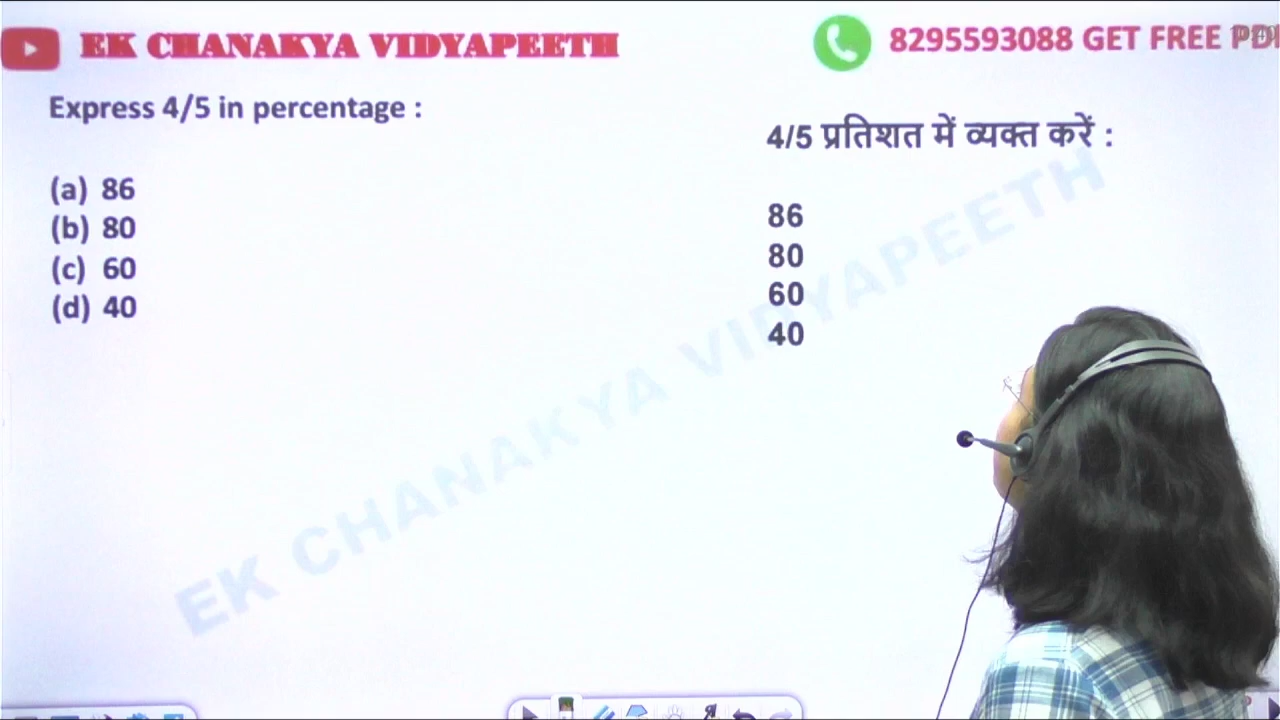 EK CHANAKYA VIDYAPEETH
8295593088 GET FREE
Express 4/5 in percentage :
(a) 86
(b) 80
(c) 60
(d) 40
4/5 प्रतिशत में व्यक्त करें :
86
80
60
40
EK CHANAKYA VIDYAPEETH